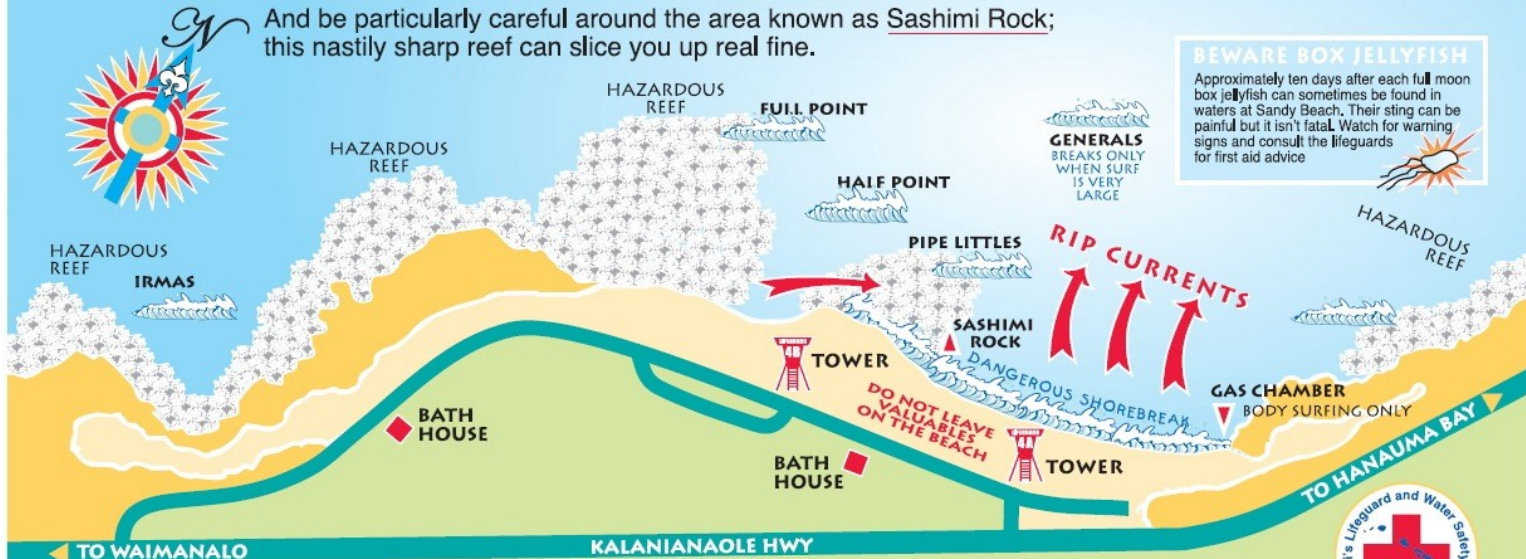 N
And be particularly careful around the area known as Sashimi Rock;
this nastily sharp reef can slice you up real fine.
BEWARE BOX JELLYFISH
Approximately ten days after each full moon
box jellyfish can sometimes be found in
waters at Sandy Beach. Their sting can be
painful but it isn't fatal. Watch for warning
signs and consult the lifeguards
for first aid advice
HAZARDOUS
REEF
FULL POINT
GENERALS
BREAKS ONLY
WHEN SURF
IS VERY
LARGE
HAZARDOUS
REEF
HALF POINT
HAZARDOUS
REEF
HAZARDOUS
REEF
IRMAS
PIPE LITTLES
RIP CURRENTS
SASHIMI
ROCK
4B
TOWER
DANGEROUS SHOREBREAK
GAS CHAMBER
BODY SURFING ONLY
DO NOT LEAVE
VALUABLES
ON THE BEACH
BATH
HOUSE
4A
TOWER
BATH
HOUSE
TO HANAUMA BAY
TO WAIMANALO
KALANIANAOLE HWY
Lifeguard and Water Safety